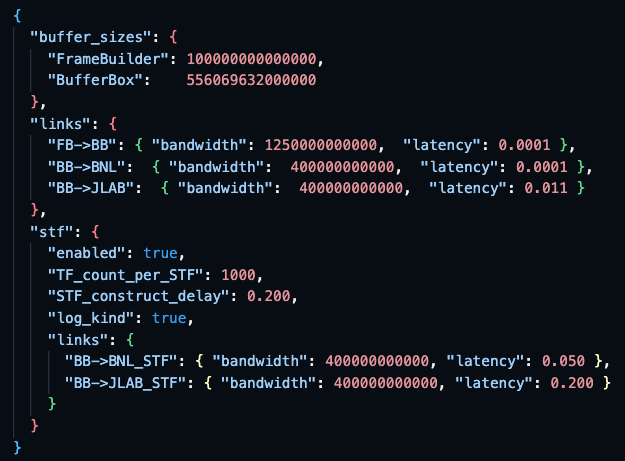 {
  "buffer_sizes": {
    "FrameBuilder": 100000000000000,
    "BufferBox":    556069632000000
  },
  "links": {
    "FB->BB": { "bandwidth": 1250000000000,  "latency": 0.0001 },
    "BB->BNL":  { "bandwidth":  400000000000,  "latency": 0.0001 },
    "BB->JLAB":  { "bandwidth":  400000000000,  "latency": 0.011 }
  },
  "stf": {
    "enabled": true,
    "TF_count_per_STF": 1000,
    "STF_construct_delay": 0.200,
    "log_kind": true,
    "links": {
      "BB->BNL_STF": { "bandwidth": 400000000000, "latency": 0.050 },
      "BB->JLAB_STF": { "bandwidth": 400000000000, "latency": 0.200 }
    }
  }
}